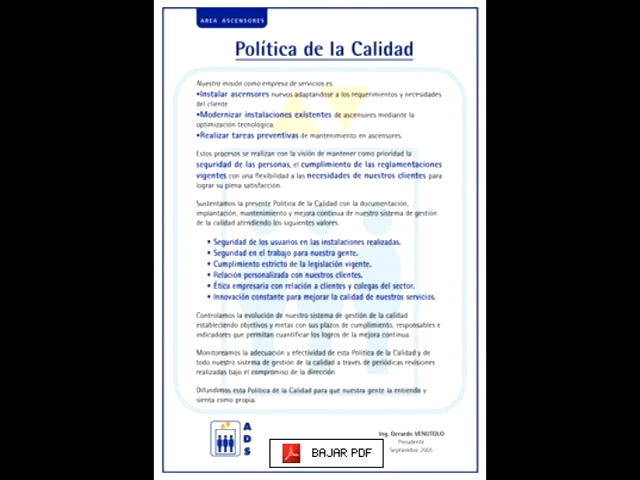 AREA ASCENSORES
Política de la Calidad
Nuestra misión como empresa de servicios es:
•Instalar ascensores nuevos adaptandose a los requerimientos y necesidades
del cliente.
•Modernizar instalaciones existentes de ascensores mediante la
optimización tecnológica.
•Realizar tareas preventivas de mantenimiento en ascensores.
Estos procesos se realizan con la visión de mantener como prioridad la
seguridad de las personas, el cumplimiento de las reglamentaciones
vigentes con una flexibilidad a las necesidades de nuestros clientes para
lograr su plena satisfacción.
Sustentamos la presente Política de la Calidad con la documentación,
implantación, mantenimiento y mejora continua de nuestro sistema de gestión
de la calidad atendiendo los siguientes valores.
• Seguridad de los usuarios en las instalaciones realizadas.
• Seguridad en el trabajo para nuestra gente.
• Cumplimiento estricto de la legislación vigente.
• Relación personalizada con nuestros clientes.
• Ética empresaria con relación a clientes y colegas del sector.
• Innovación constante para mejorar la calidad de nuestros servicios.
Controlamos la evolución de nuestro sistema de gestión de la calidad
estableciendo objetivos y metas con sus plazos de cumplimiento, responsables e
indicadores que permitan cuantificar los logros de la mejora continua.
Monitoreamos la adecuación y efectividad de esta Política de la Calidad y de
todo nuestro sistema de gestión de la calidad a través de periódicas revisiones
realizadas bajo el compromiso de la dirección.
Difundimos esta Política de la Calidad para que nuestra gente la entienda y
sienta como propia.
ADS
Ing. Gerardo VENUTOLO
Presidente
Septiembre 2005
BAJAR PDF